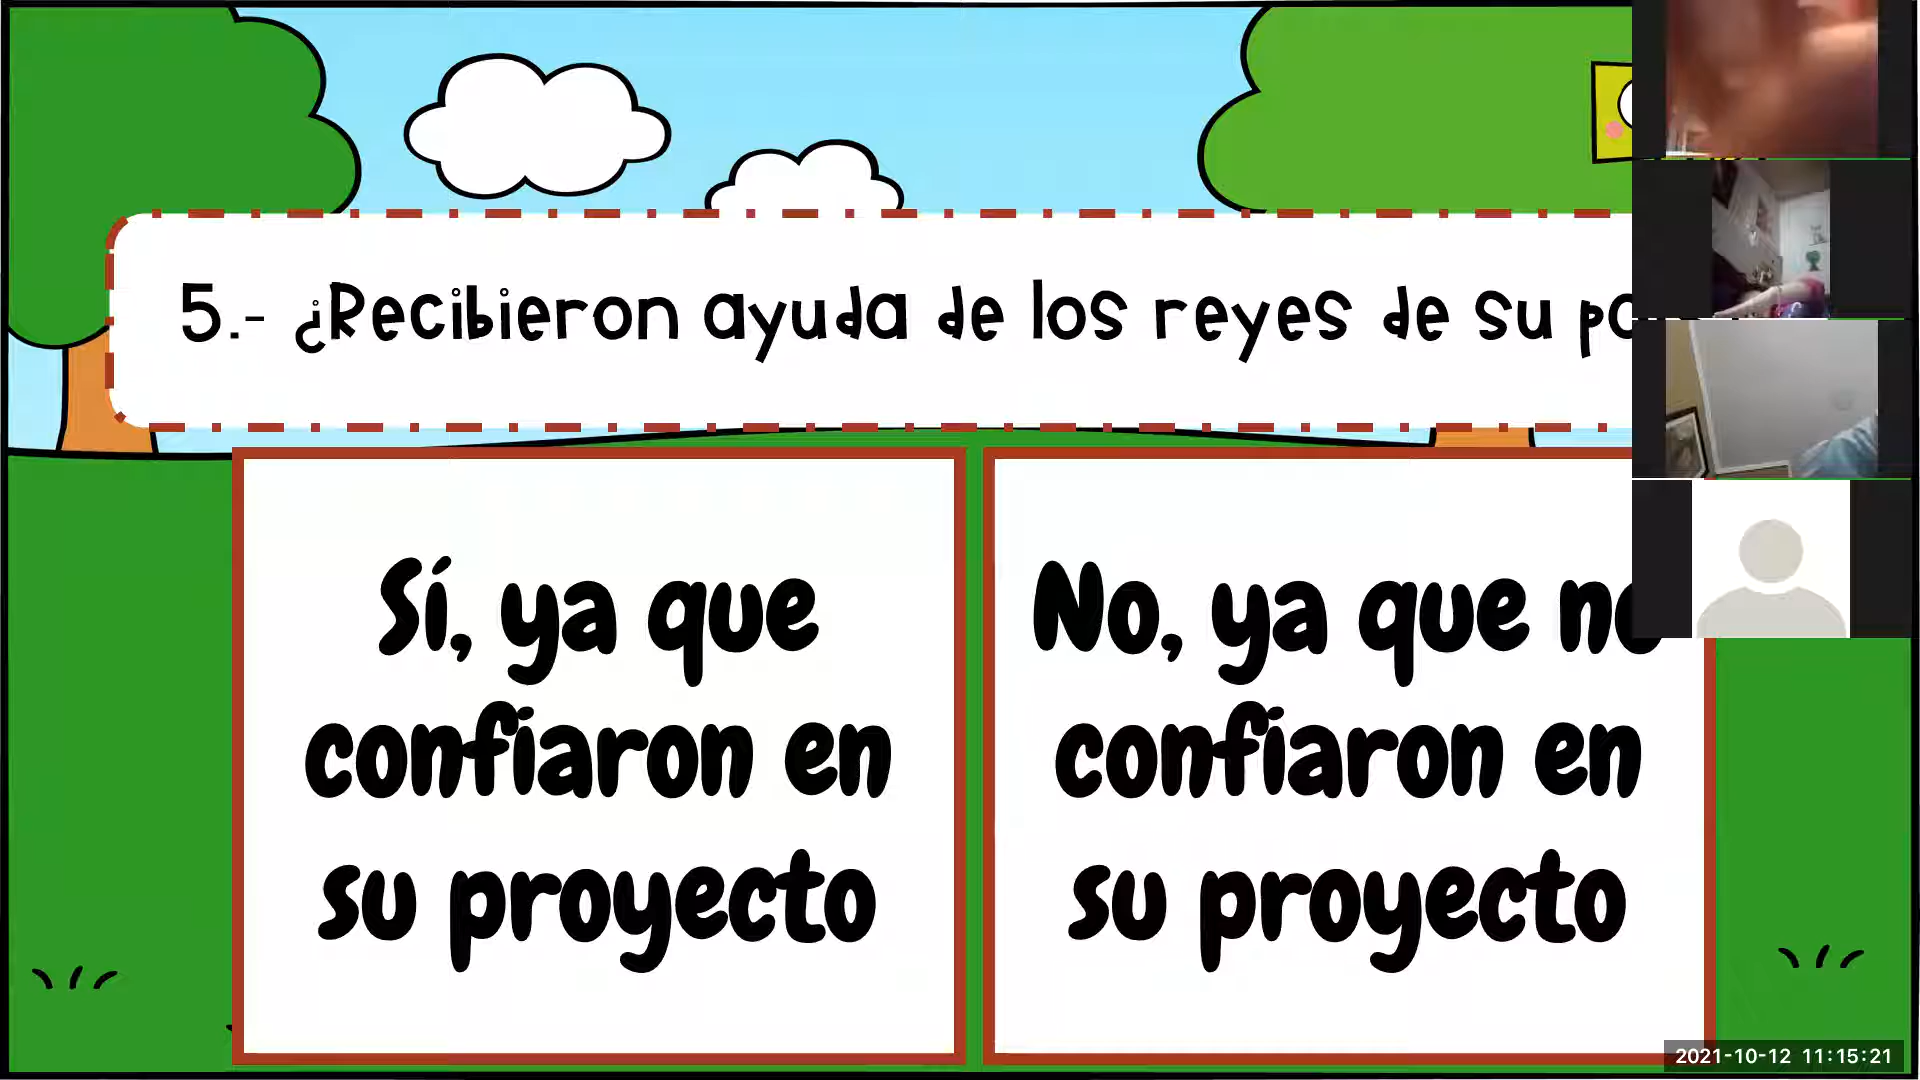 5.- ¿Recibieron ayuda de los reyes de su
Sí, ya que
confiaron en
su proyecto
No, ya que no
confiaron en
su proyecto
2021-10-12 11:15:21